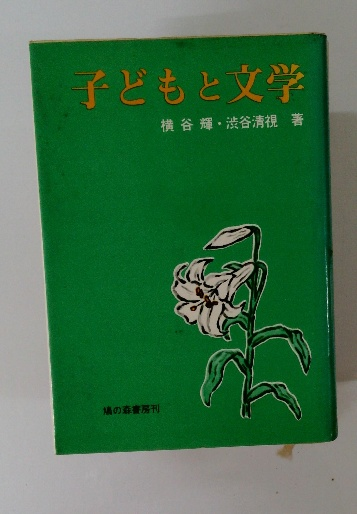 子どもと文学
横谷 輝・渋谷清視 著
鳩の森書房刊